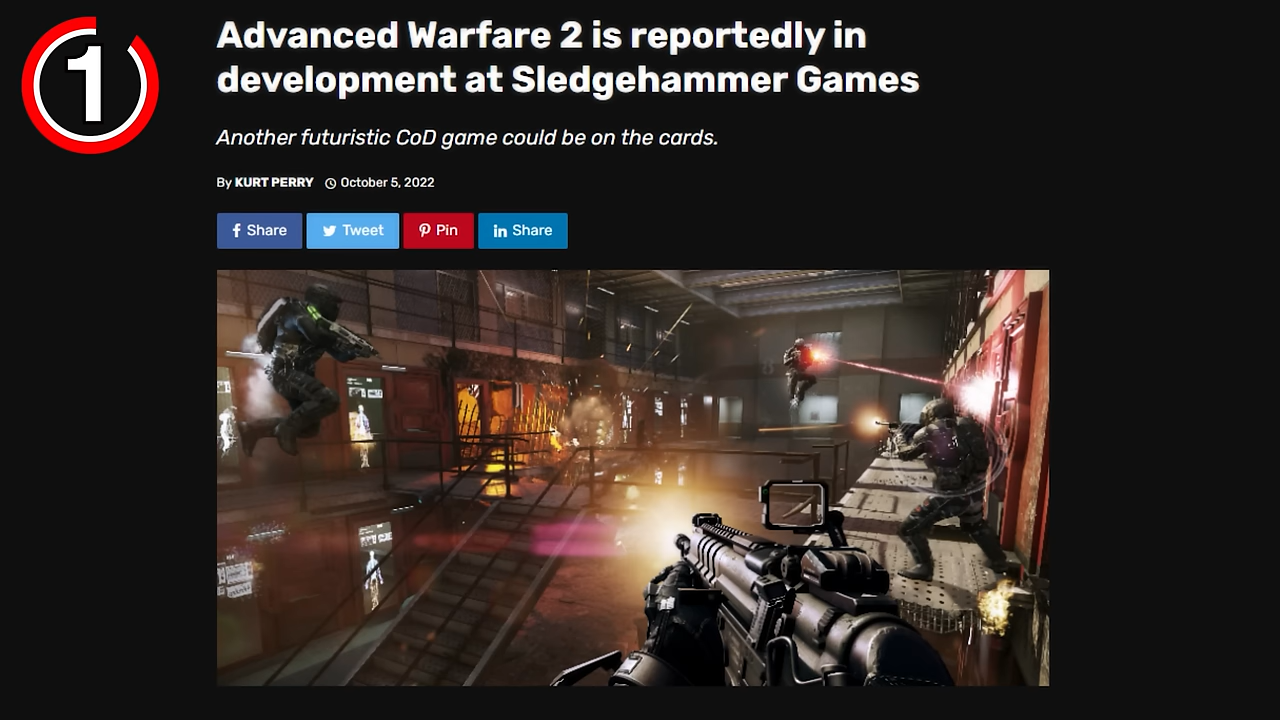 1
Advanced Warfare 2 is reportedly in
development at Sledgehammer Games
Another futuristic CoD game could be on the cards.
By KURT PERRY October 5, 2022
Share Tweet Pin Share